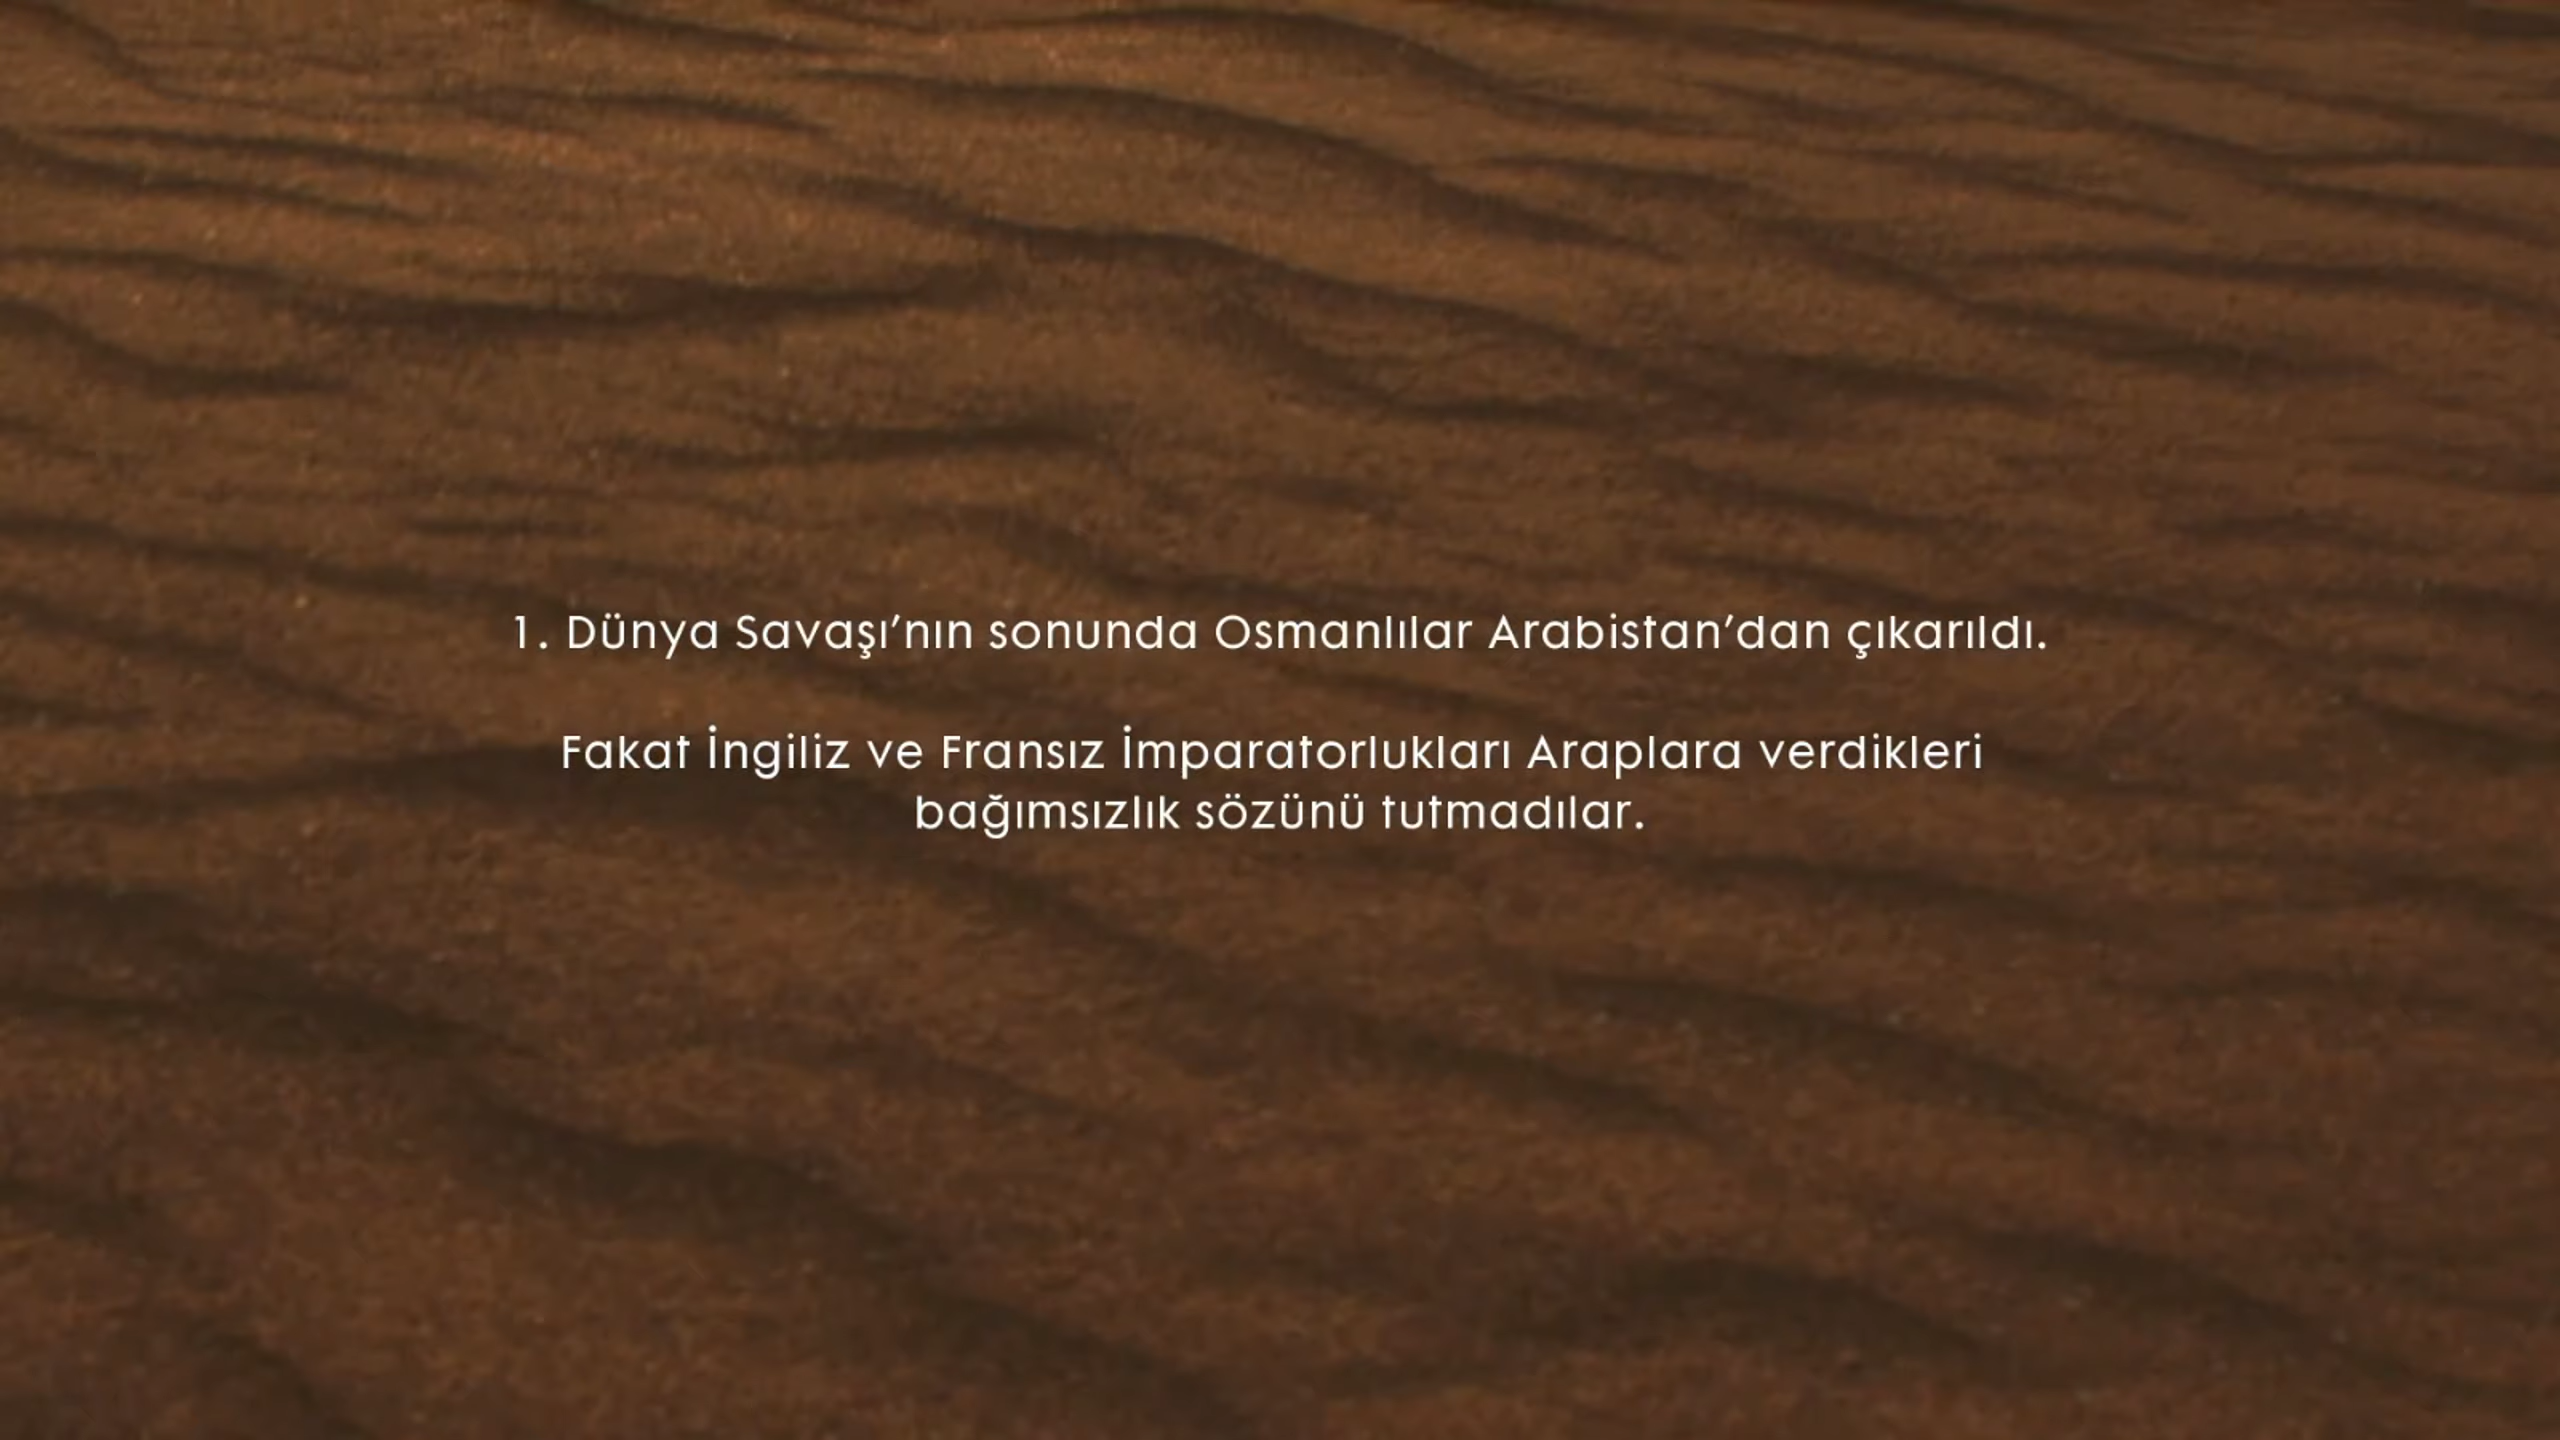 1. Dünya Savaşı’nın sonunda Osmanlılar Arabistan’dan çıkarıldı.
Fakat İngiliz ve Fransız İmparatorlukları Araplara verdikleri
bağımsızlık sözünü tutmadılar.